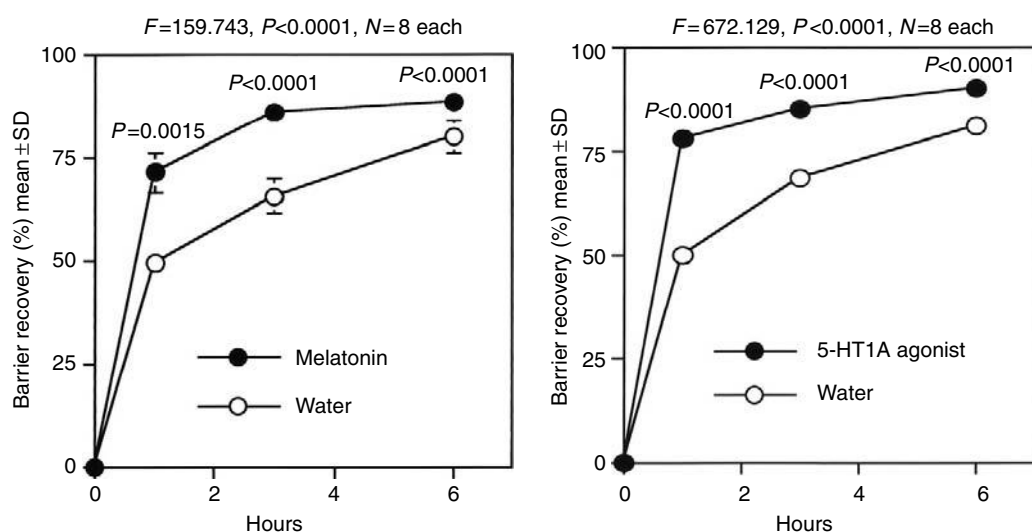 F=159.743, P<0.0001, N=8 each
100
75
50
25
0
Barrier recovery (%) mean±SD
P=0.0015
P<0.0001
P<0.0001
Melatonin
Water
0 2 4 6
Hours
F=672.129, P<0.0001, N=8 each
100
75
50
25
0
Barrier recovery (%) mean±SD
P<0.0001
P<0.0001
P<0.0001
5-HT1A agonist
Water
0 2 4 6
Hours